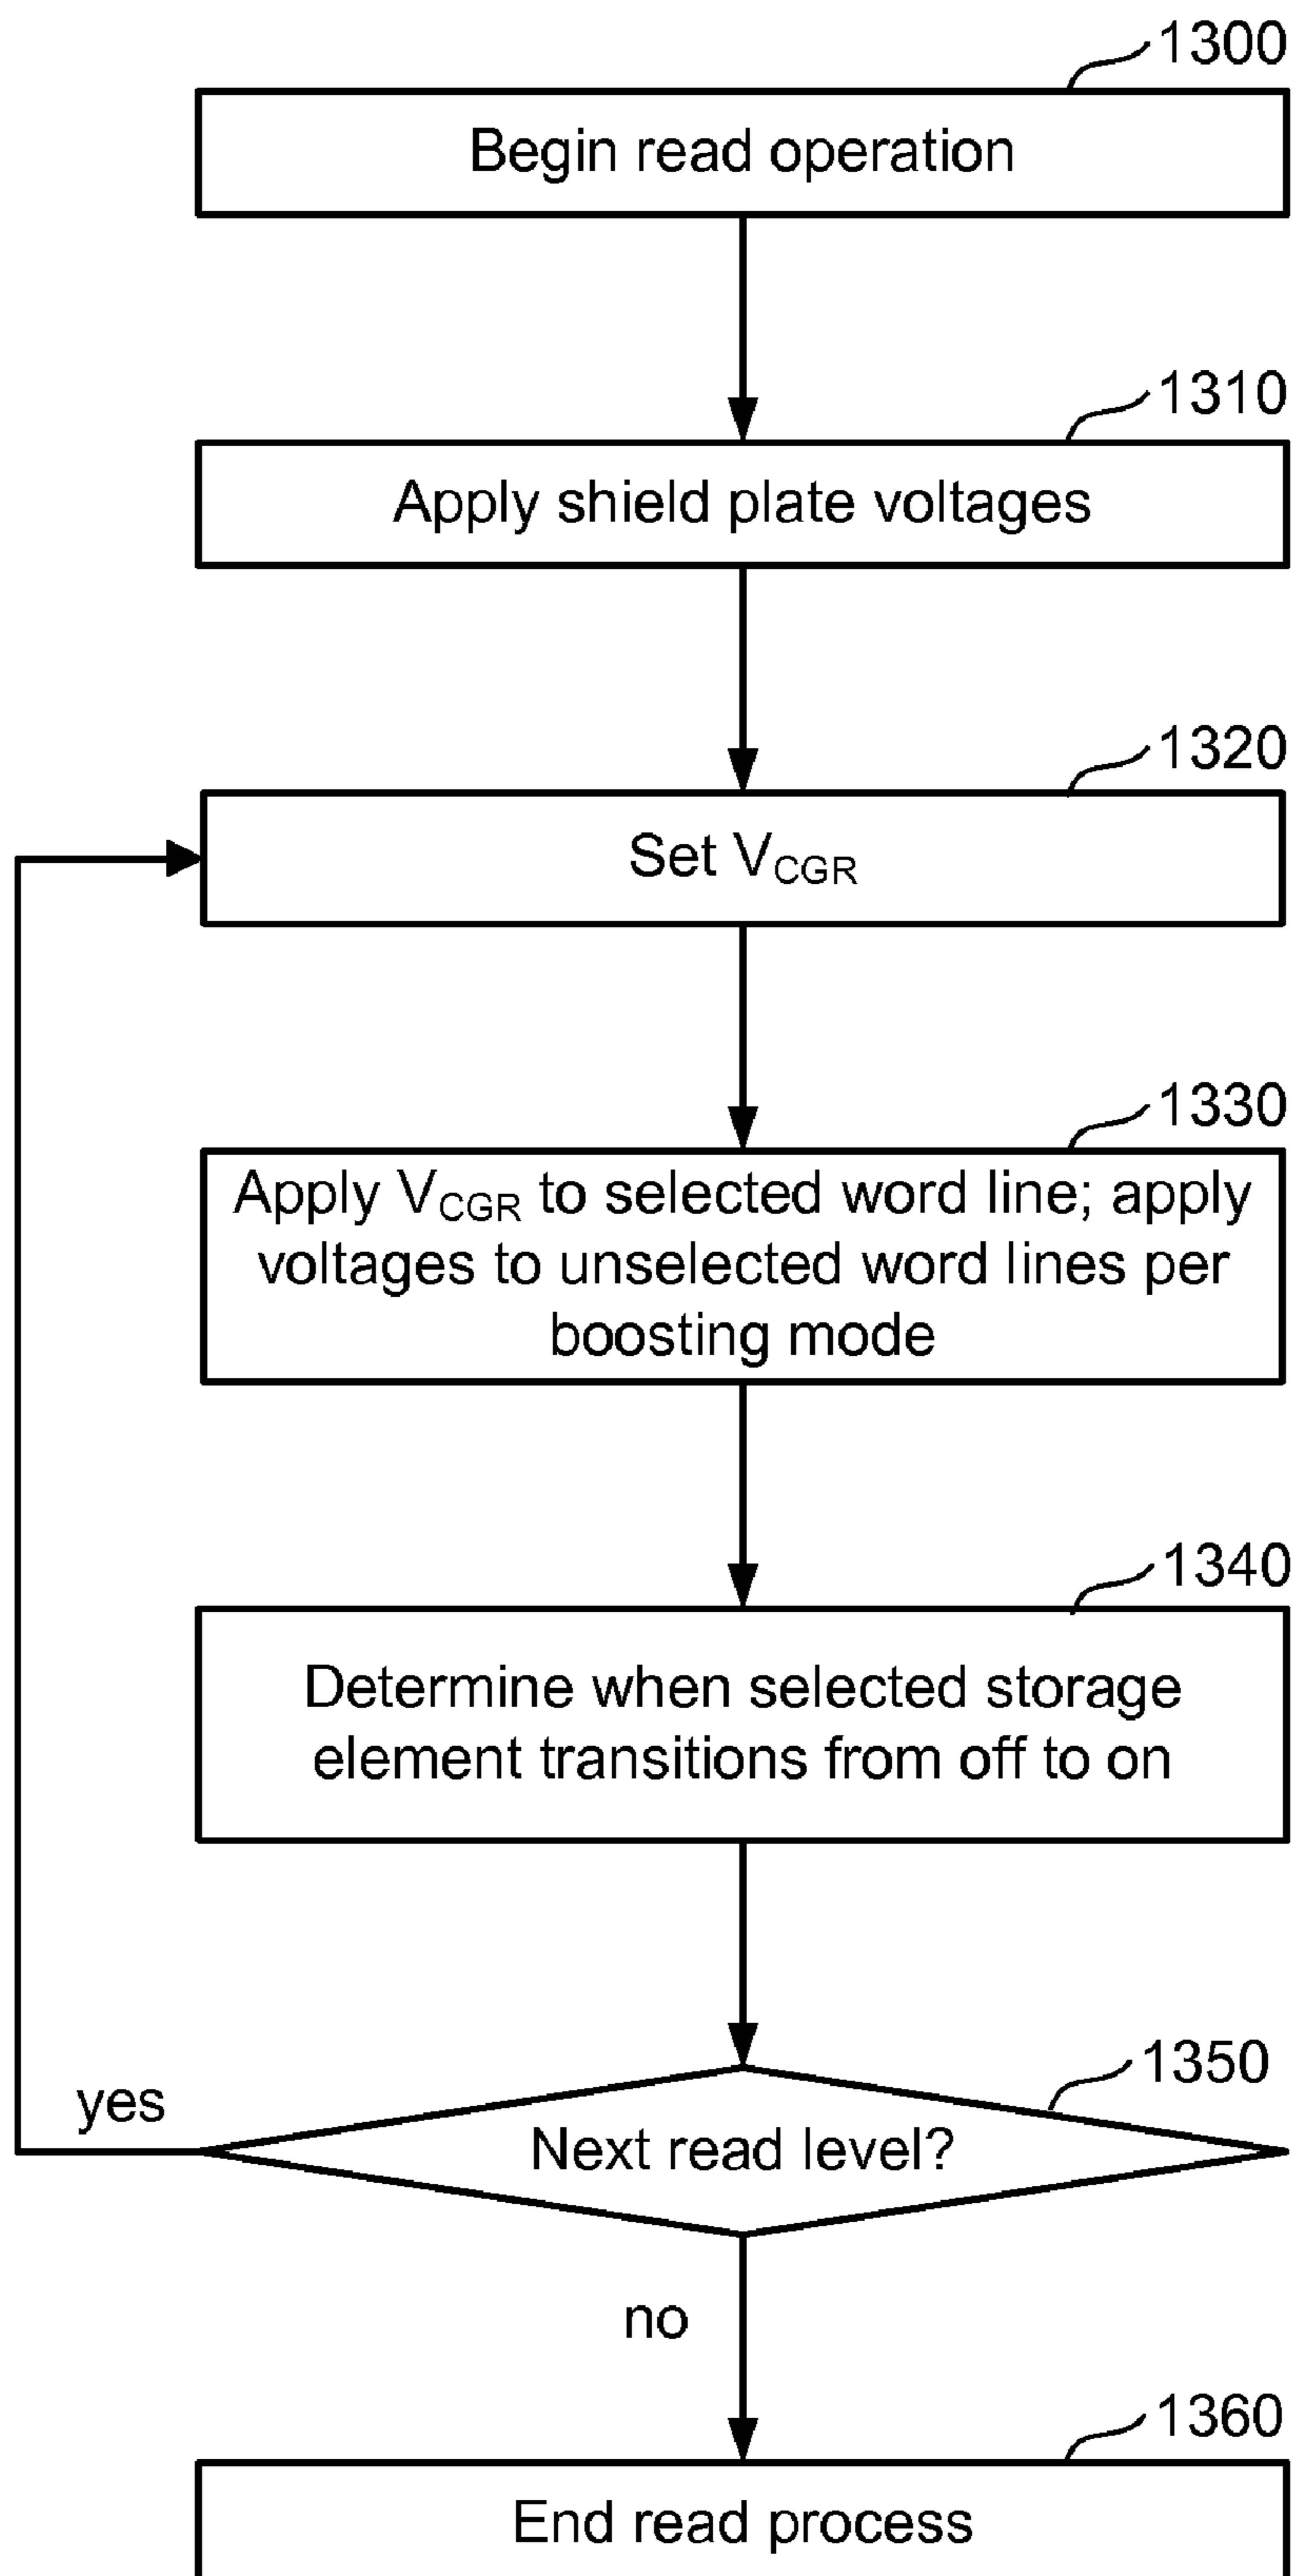 1300
Begin read operation
1310
Apply shield plate voltages
1320
Set VCGR
1330
Apply VCGR to selected word line; apply
voltages to unselected word lines per
boosting mode
1340
Determine when selected storage
element transitions from off to on
1350
yes
Next read level?
no
1360
End read process